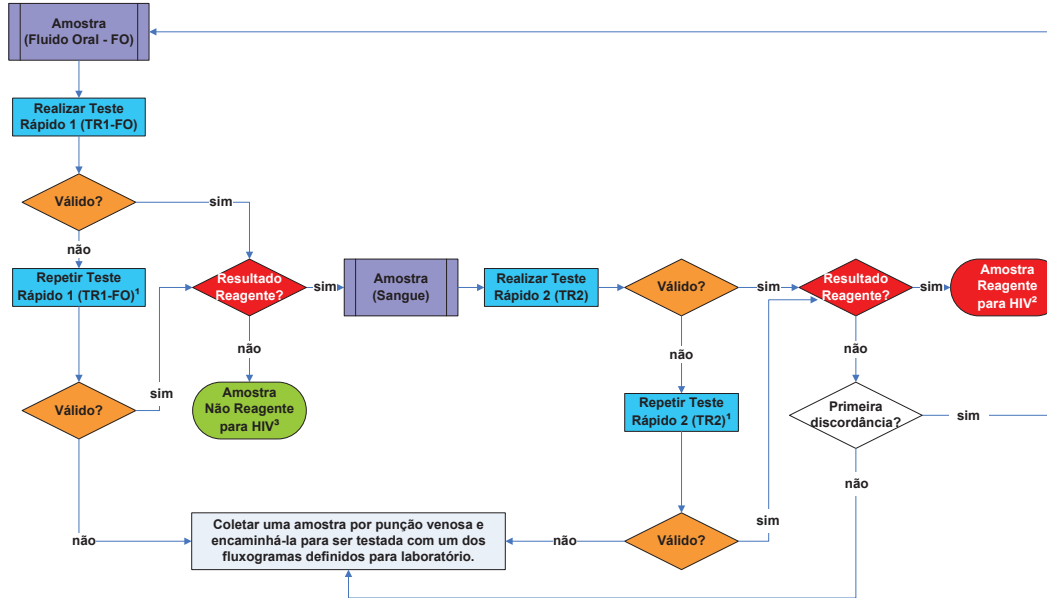 Amostra
(Fluido Oral - FO)
Realizar Teste
Rápido 1 (TR1-FO)
Válido?
sim
não
Repetir Teste
Rápido 1 (TR1-FO)¹
Válido?
sim
não
Resultado
Reagente?
sim
não
Amostra
Não Reagente
para HIV³
Amostra
(Sangue)
Realizar Teste
Rápido 2 (TR2)
Válido?
sim
não
Repetir Teste
Rápido 2 (TR2)¹
Válido?
sim
não
Resultado
Reagente?
sim
não
Amostra
Reagente
para HIV²
Primeira
discordância?
sim
não
Coletar uma amostra por punção venosa e
encaminhá-la para ser testada com um dos
fluxogramas definidos para laboratório.